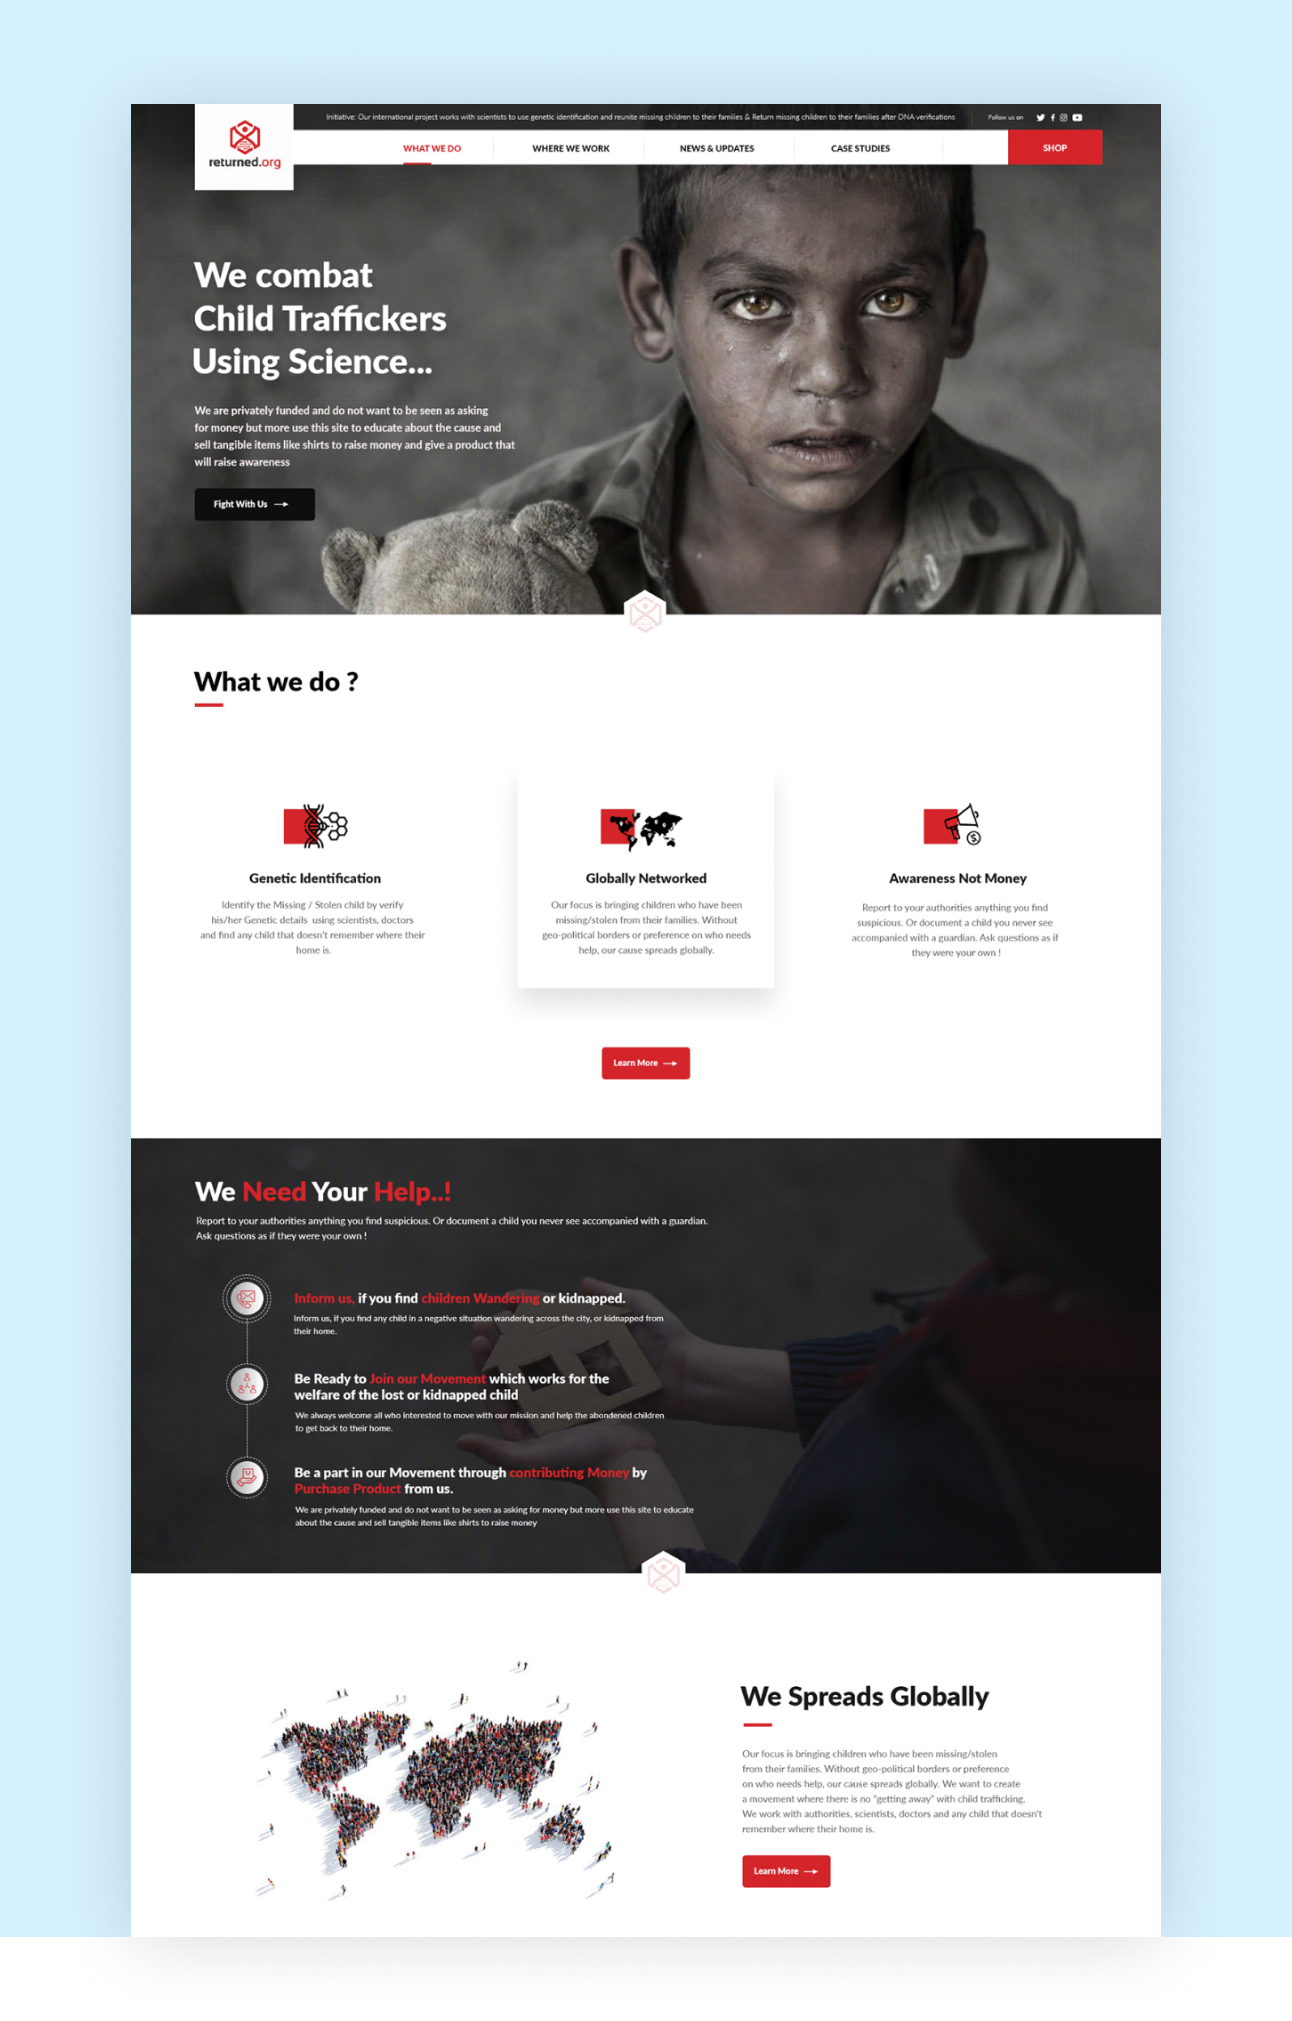 Initiative: Our international project works with scientists to use genetic identification and reunite missing children to their families & Return missing children to their families after DNA verifications
Follow us on
returned.org
WHAT WE DO
WHERE WE WORK
NEWS & UPDATES
CASE STUDIES
SHOP
We combat
Child Traffickers
Using Science...
We are privately funded and do not want to be seen as asking
for money but more use this site to educate about the cause and
sell tangible items like shirts to raise money and give a product that
will raise awareness
Fight With Us
What we do ?
Genetic Identification
Identify the Missing / Stolen child by verify
his/her Genetic details using scientists, doctors
and find any child that doesn't remember where their
home is.
Globally Networked
Our focus is bringing children who have been
missing/stolen from their families. Without
geo-political borders or preference on who needs
help, our cause spreads globally.
Awareness Not Money
Report to your authorities anything you find
suspicious. Or document a child you never see
accompanied with a guardian. Ask questions as if
they were your own !
Learn More
We Need Your Help..!
Report to your authorities anything you find suspicious. Or document a child you never see accompanied with a guardian.
Ask questions as if they were your own !
Inform us, if you find children Wandering or kidnapped.
Inform us, if you find any child in a negative situation wandering across the city, or kidnapped from
their home.
Be Ready to Join our Movement which works for the
welfare of the lost or kidnapped child
We always welcome all who interested to move with our mission and help the abondened children
to get back to their home.
Be a part in our Movement through contributing Money by
Purchase Product from us.
We are privately funded and do not want to be seen as asking for money but more use this site to educate
about the cause and sell tangible items like shirts to raise money
We Spreads Globally
Our focus is bringing children who have been missing/stolen
from their families. Without geo-political borders or preference
on who needs help, our cause spreads globally. We want to create
a movement where there is no "getting away" with child trafficking.
We work with authorities, scientists, doctors and any child that doesn't
remember where their home is.
Learn More